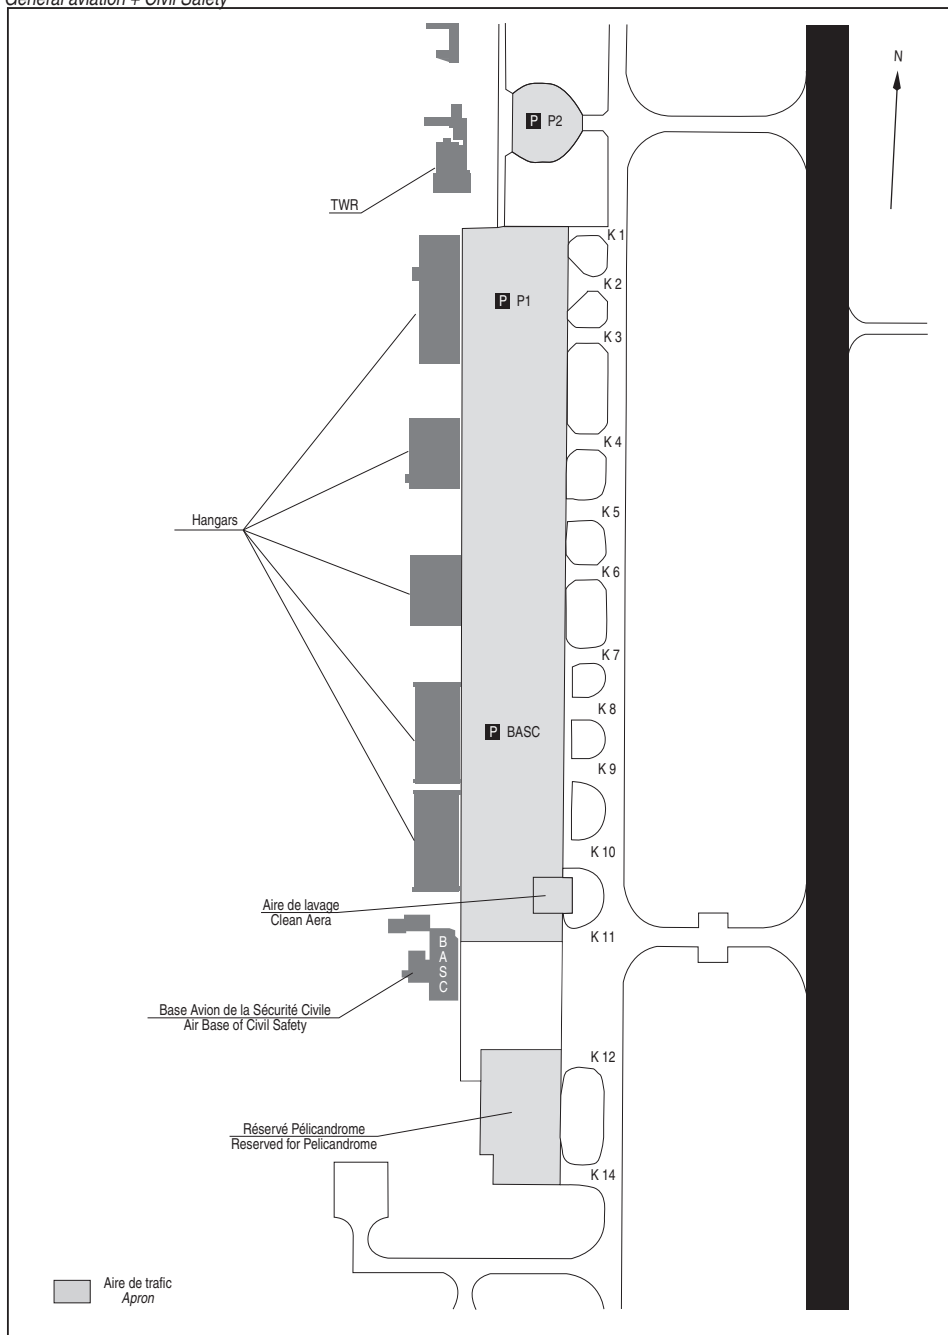 General aviation + Civil Safety
N
P P2
TWR
K 1
K 2
P P1
K 3
K 4
K 5
Hangars
K 6
K 7
K 8
P BASC
K 9
K 10
Aire de lavage
Clean Aera
K 11
BASC
Base Avion de la Sécurité Civile
Air Base of Civil Safety
K 12
Réservé Pélicandrome
Reserved for Pelicandrome
K 14
Aire de trafic
Apron